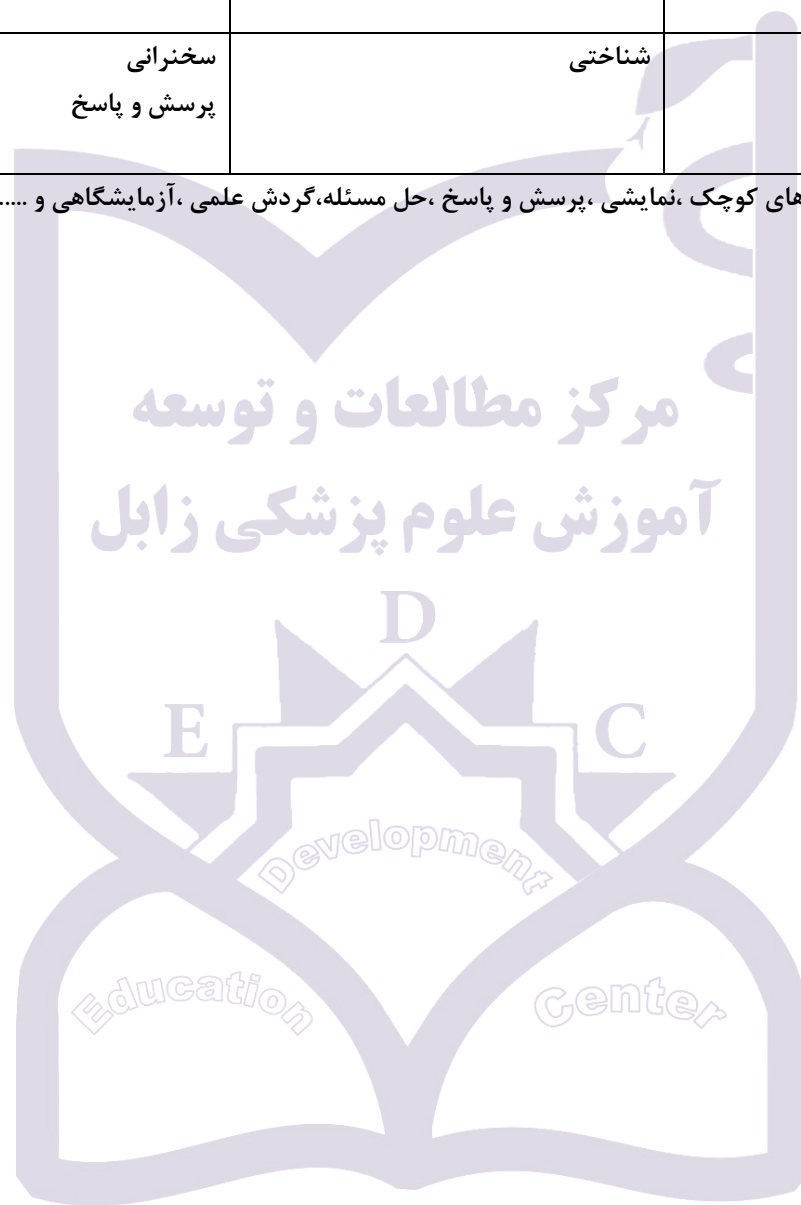 شناختی
سخنرانی
پرسش و پاسخ
های کوچک ،نمایشی ،پرسش و پاسخ ،حل مسئله،گردش علمی ،آزمایشگاهی و .....
مرکز مطالعات و توسعه
آموزش علوم پزشکی زابل
D
E
C
Development
Education
Center